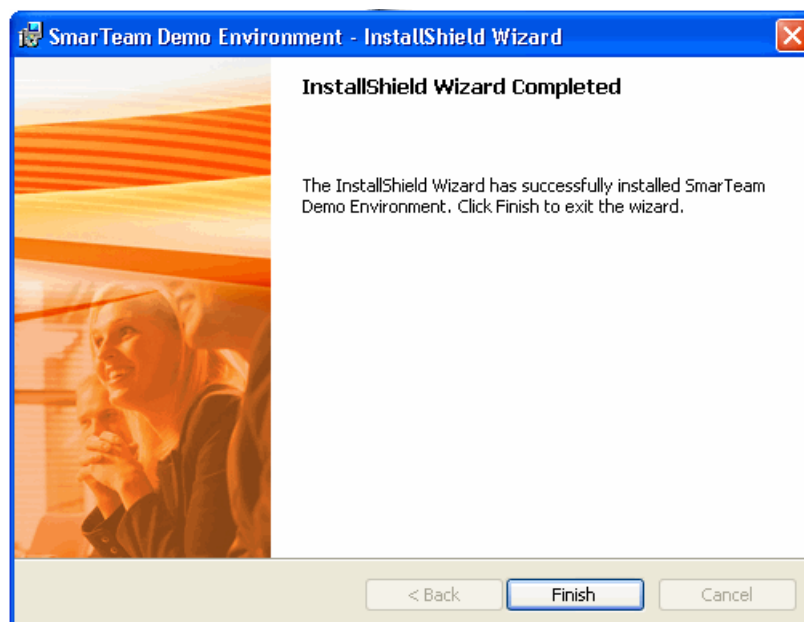 SmarTeam Demo Environment - InstallShield Wizard
InstallShield Wizard Completed
The InstallShield Wizard has successfully installed SmarTeam
Demo Environment. Click Finish to exit the wizard.
< Back
Finish
Cancel